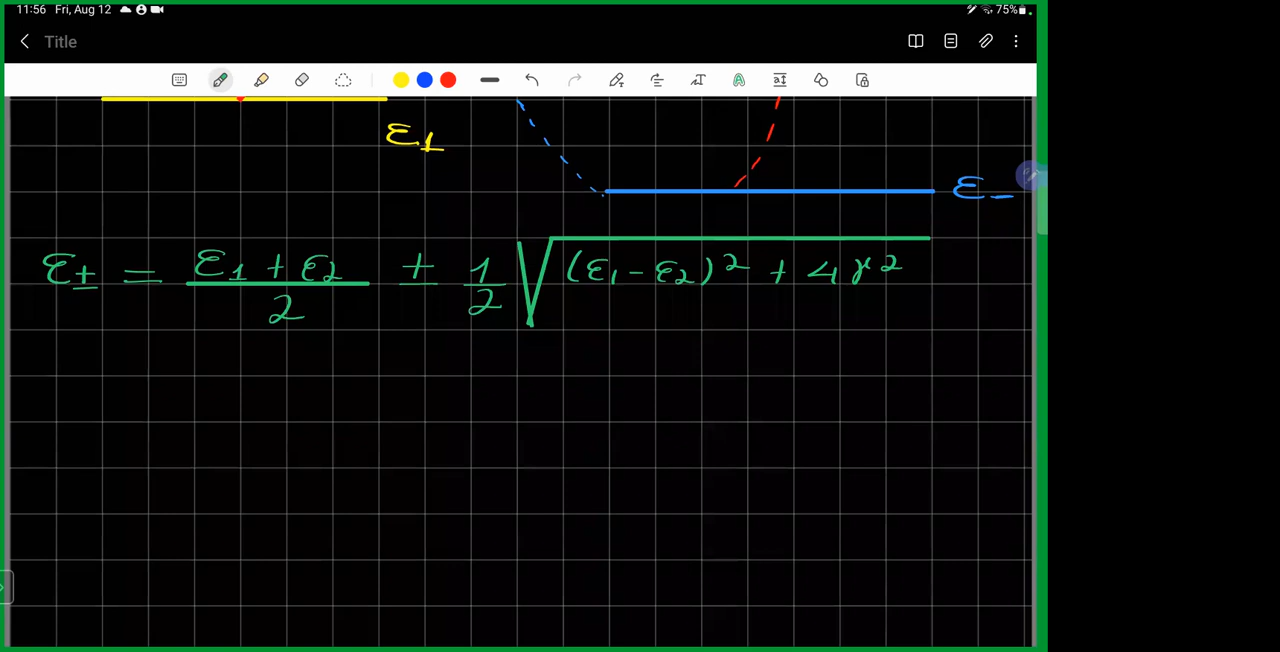 11:56 Fri, Aug 12 75%
Title
ε₁
ε₋
ε± = (ε₁ + ε₂)/2 ± 1/2 √((ε₁ - ε₂)² + 4γ²)